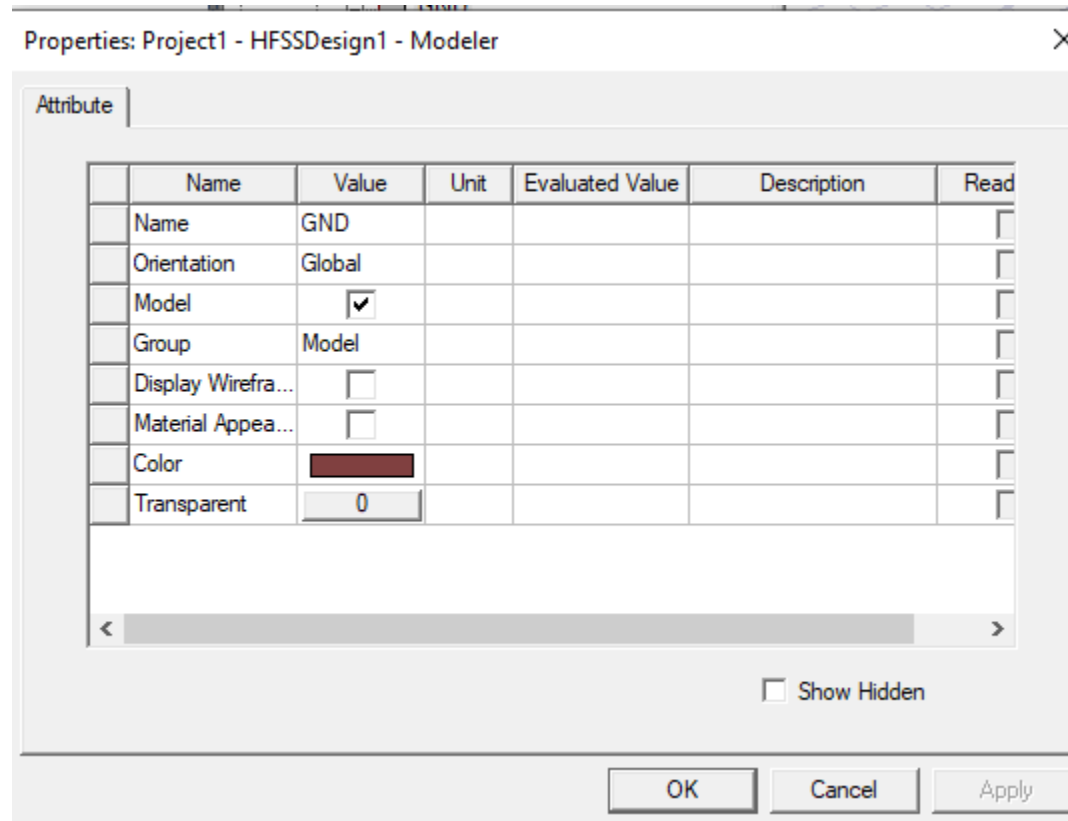 GND
Properties: Project1 - HFSSDesign1 - Modeler
Attribute
Name Value Unit Evaluated Value Description Read
Name GND
Orientation Global
Model
Group Model
Display Wirefra...
Material Appea...
Color
Transparent 0
Show Hidden
OK Cancel Apply